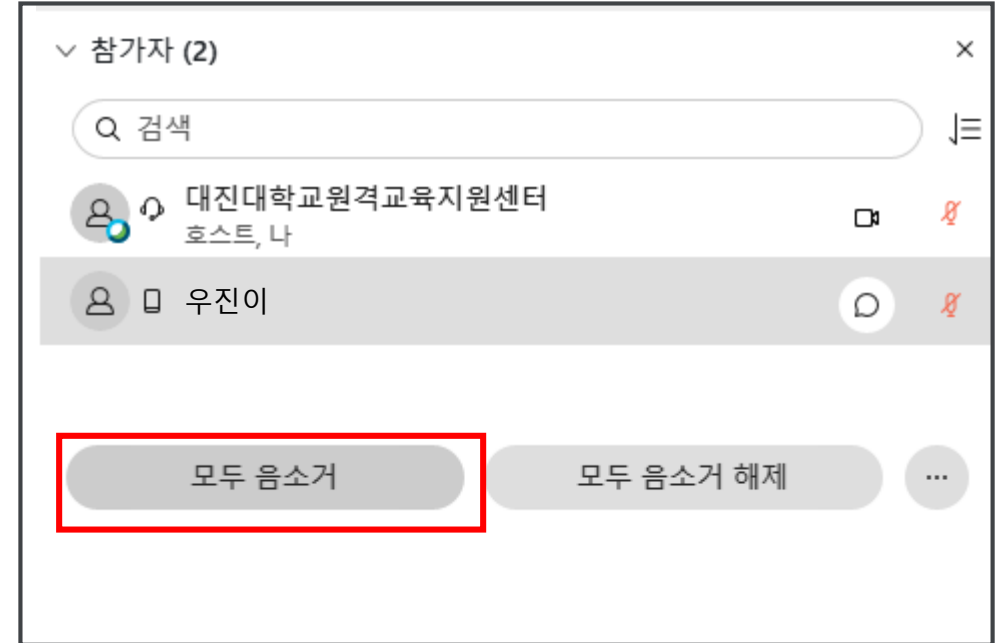 참가자 (2)
검색
대진대학교원격교육지원센터
호스트, 나
우진이
모두 음소거 모두 음소거 해제 ...